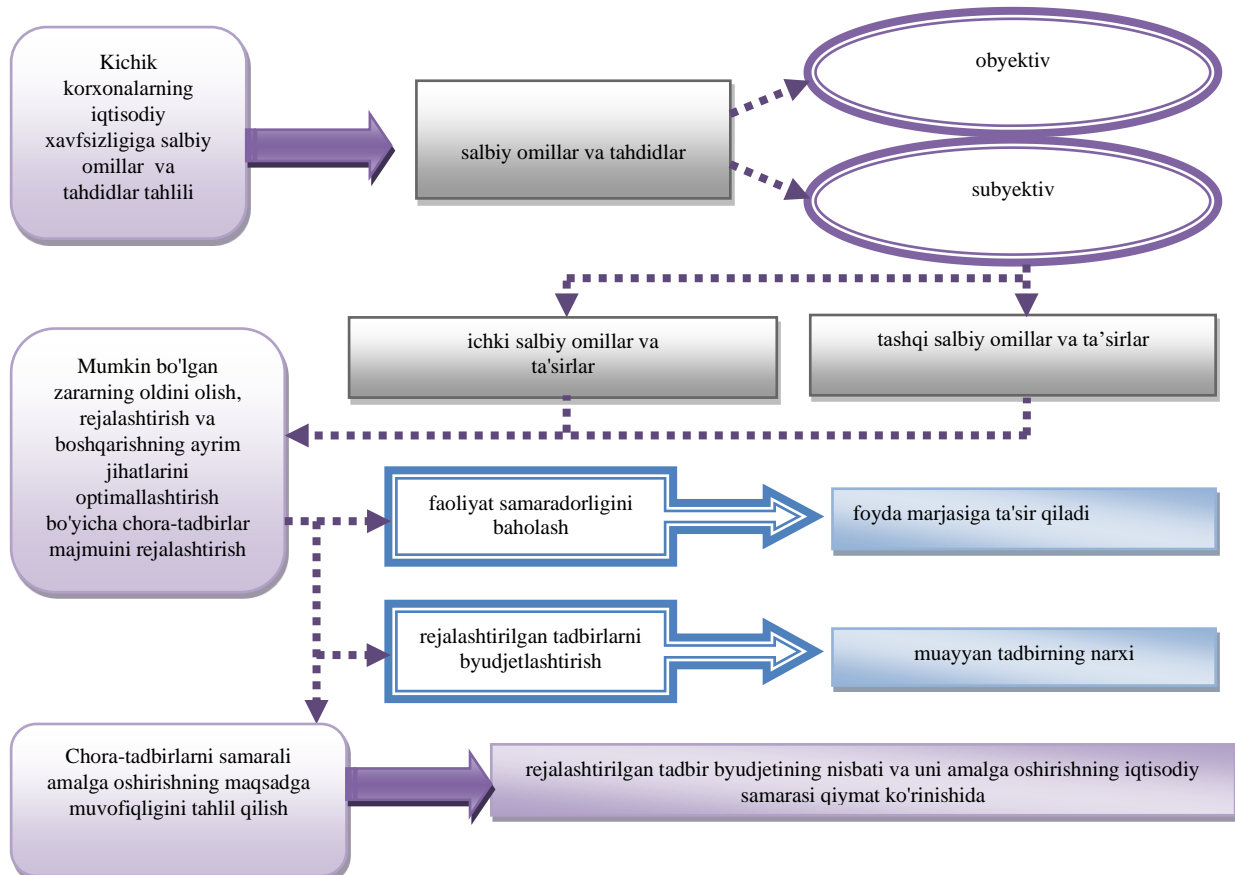 Kichik
korxonalarning
iqtisodiy
xavfsizligiga salbiy
omillar va
tahdidlar tahlili
salbiy omillar va tahdidlar
obyektiv
subyektiv
ichki salbiy omillar va
ta'sirlar
tashqi salbiy omillar va ta’sirlar
Mumkin bo'lgan
zararning oldini olish,
rejalashtirish va
boshqarishning ayrim
jihatlarini
optimallashtirish
bo'yicha chora-tadbirlar
majmuini rejalashtirish
faoliyat samaradorligini
baholash
foyda marjasiga ta'sir qiladi
rejalashtirilgan tadbirlarni
byudjetlashtirish
muayyan tadbirning narxi
Chora-tadbirlarni samarali
amalga oshirishning maqsadga
muvofiqligini tahlil qilish
rejalashtirilgan tadbir byudjetining nisbati va uni amalga oshirishning iqtisodiy
samarasi qiymat ko'rinishida